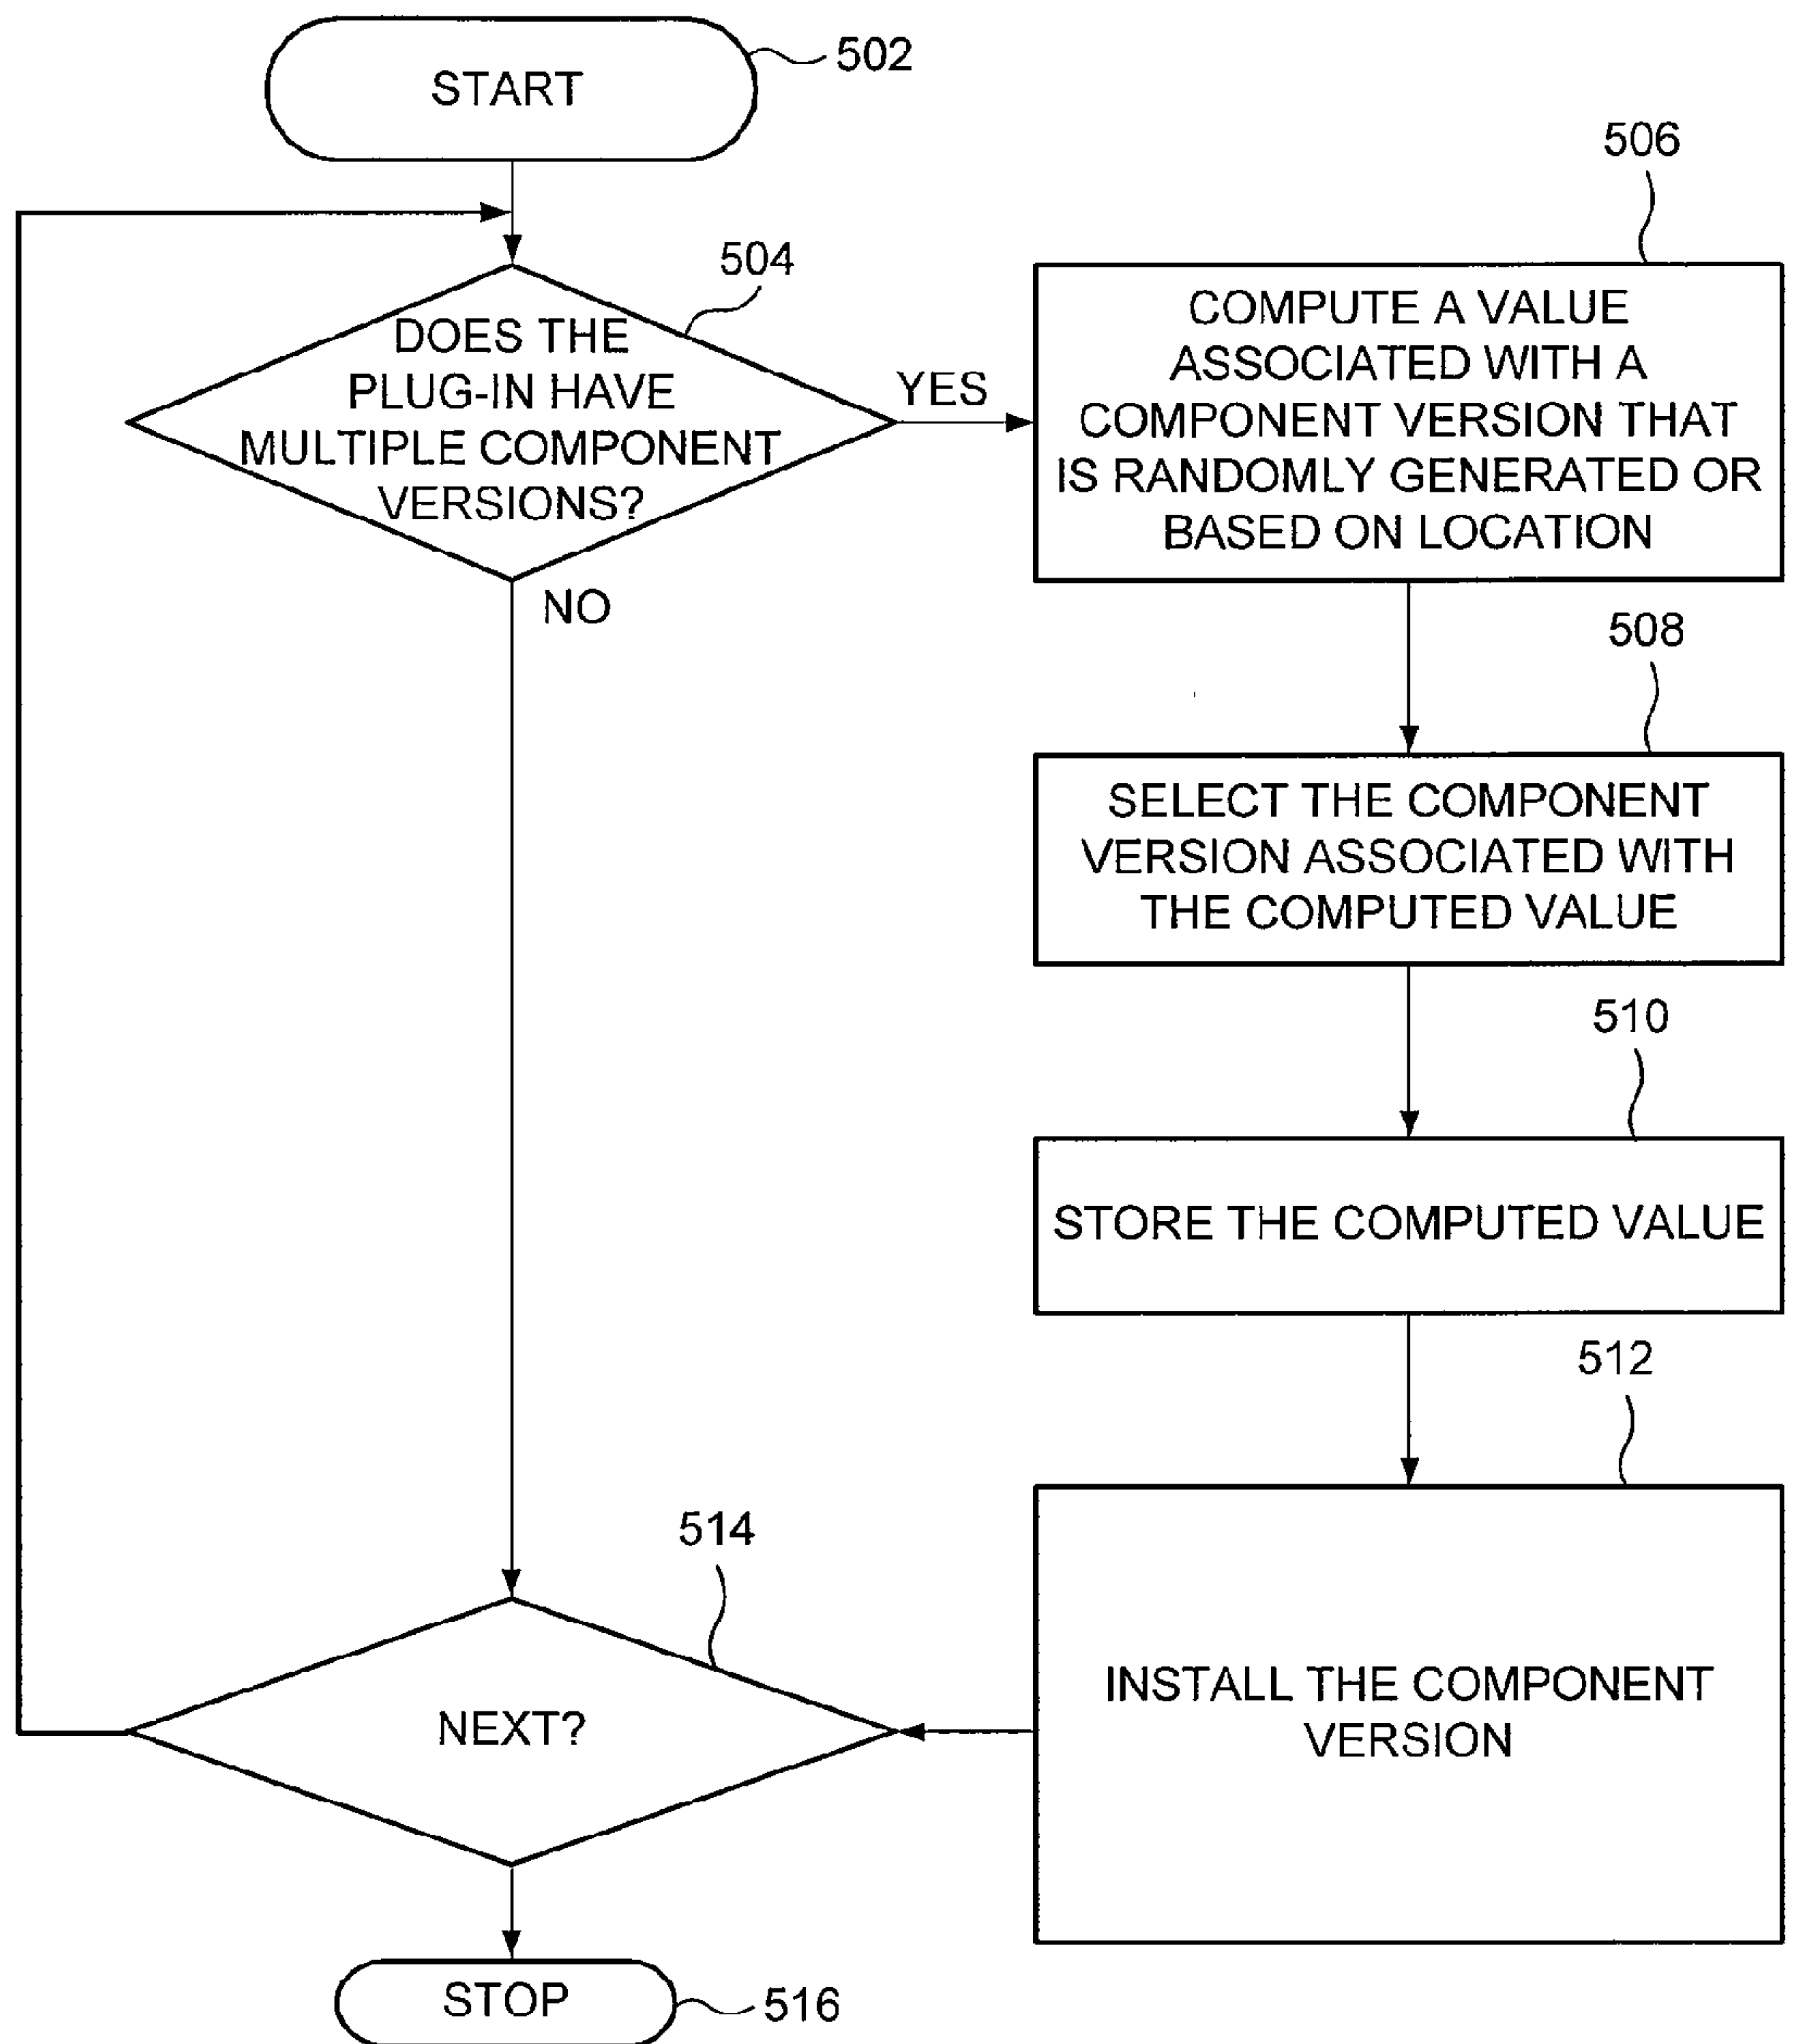 START
502
504
DOES THE
PLUG-IN HAVE
MULTIPLE COMPONENT
VERSIONS?
YES
NO
506
COMPUTE A VALUE
ASSOCIATED WITH A
COMPONENT VERSION THAT
IS RANDOMLY GENERATED OR
BASED ON LOCATION
508
SELECT THE COMPONENT
VERSION ASSOCIATED WITH
THE COMPUTED VALUE
510
STORE THE COMPUTED VALUE
512
INSTALL THE COMPONENT
VERSION
514
NEXT?
STOP
516